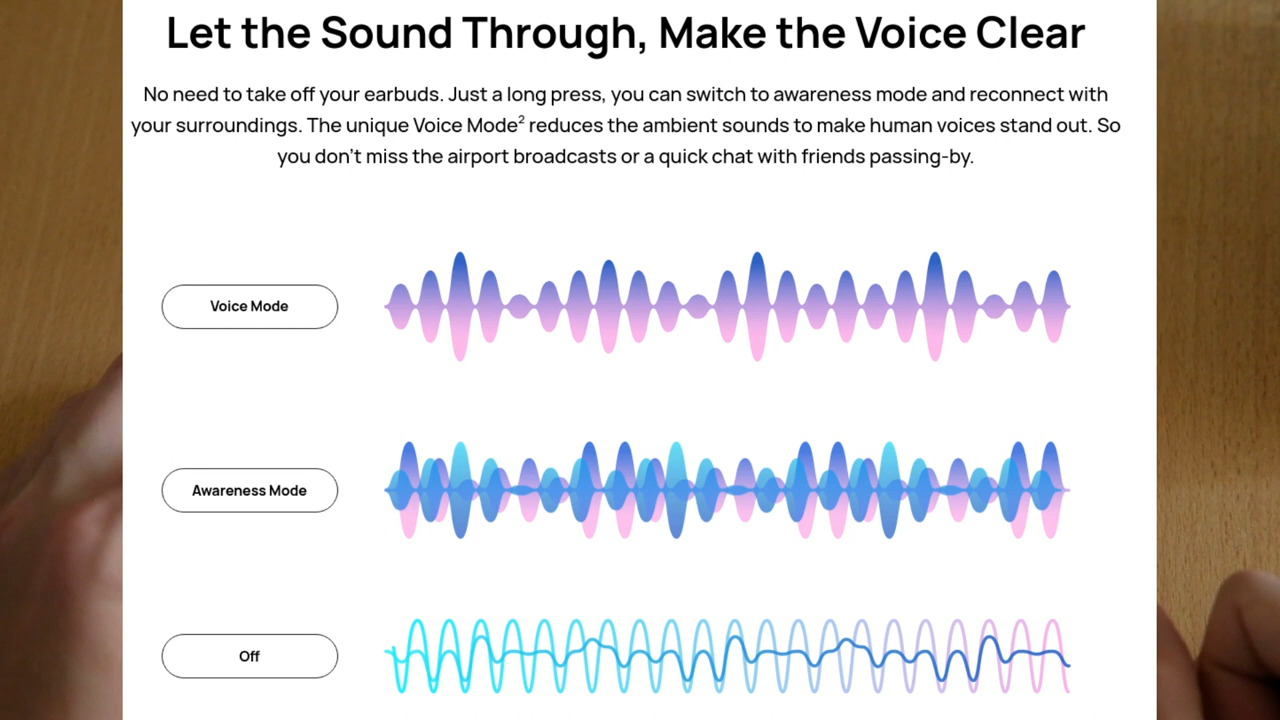 Let the Sound Through, Make the Voice Clear
No need to take off your earbuds. Just a long press, you can switch to awareness mode and reconnect with
your surroundings. The unique Voice Mode² reduces the ambient sounds to make human voices stand out. So
you don't miss the airport broadcasts or a quick chat with friends passing-by.
Voice Mode
Awareness Mode
Off